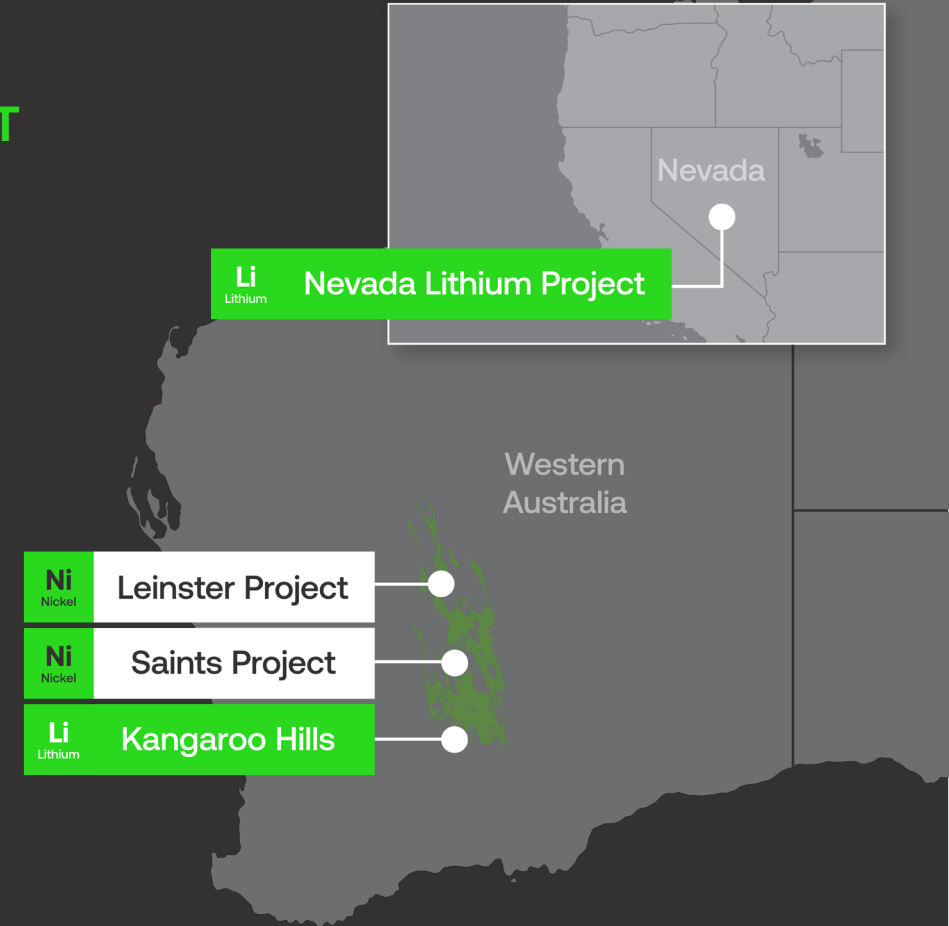 T
Nevada
Li
Lithium
Nevada Lithium Project
Western
Australia
Ni
Nickel
Leinster Project
Ni
Nickel
Saints Project
Li
Lithium
Kangaroo Hills